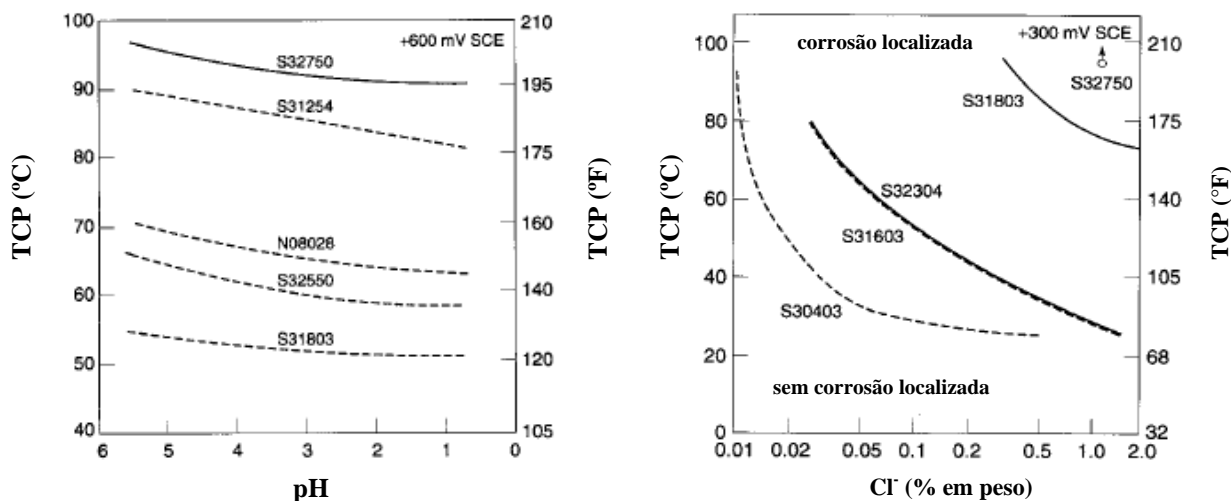 100
90
80
70
60
50
40
TCP (ºC)
+600 mV SCE
S32750
S31254
N08028
S32550
S31803
210
195
175
160
140
120
105
TCP (ºF)
6 5 4 3 2 1 0
pH
100
80
60
40
20
0
TCP (ºC)
corrosão localizada
+300 mV SCE
S32750
S31803
S32304
S31603
S30403
sem corrosão localizada
210
175
140
105
68
32
TCP (°F)
0.01 0.02 0.05 0.1 0.2 0.5 1.0 2.0
Cl⁻ (% em peso)